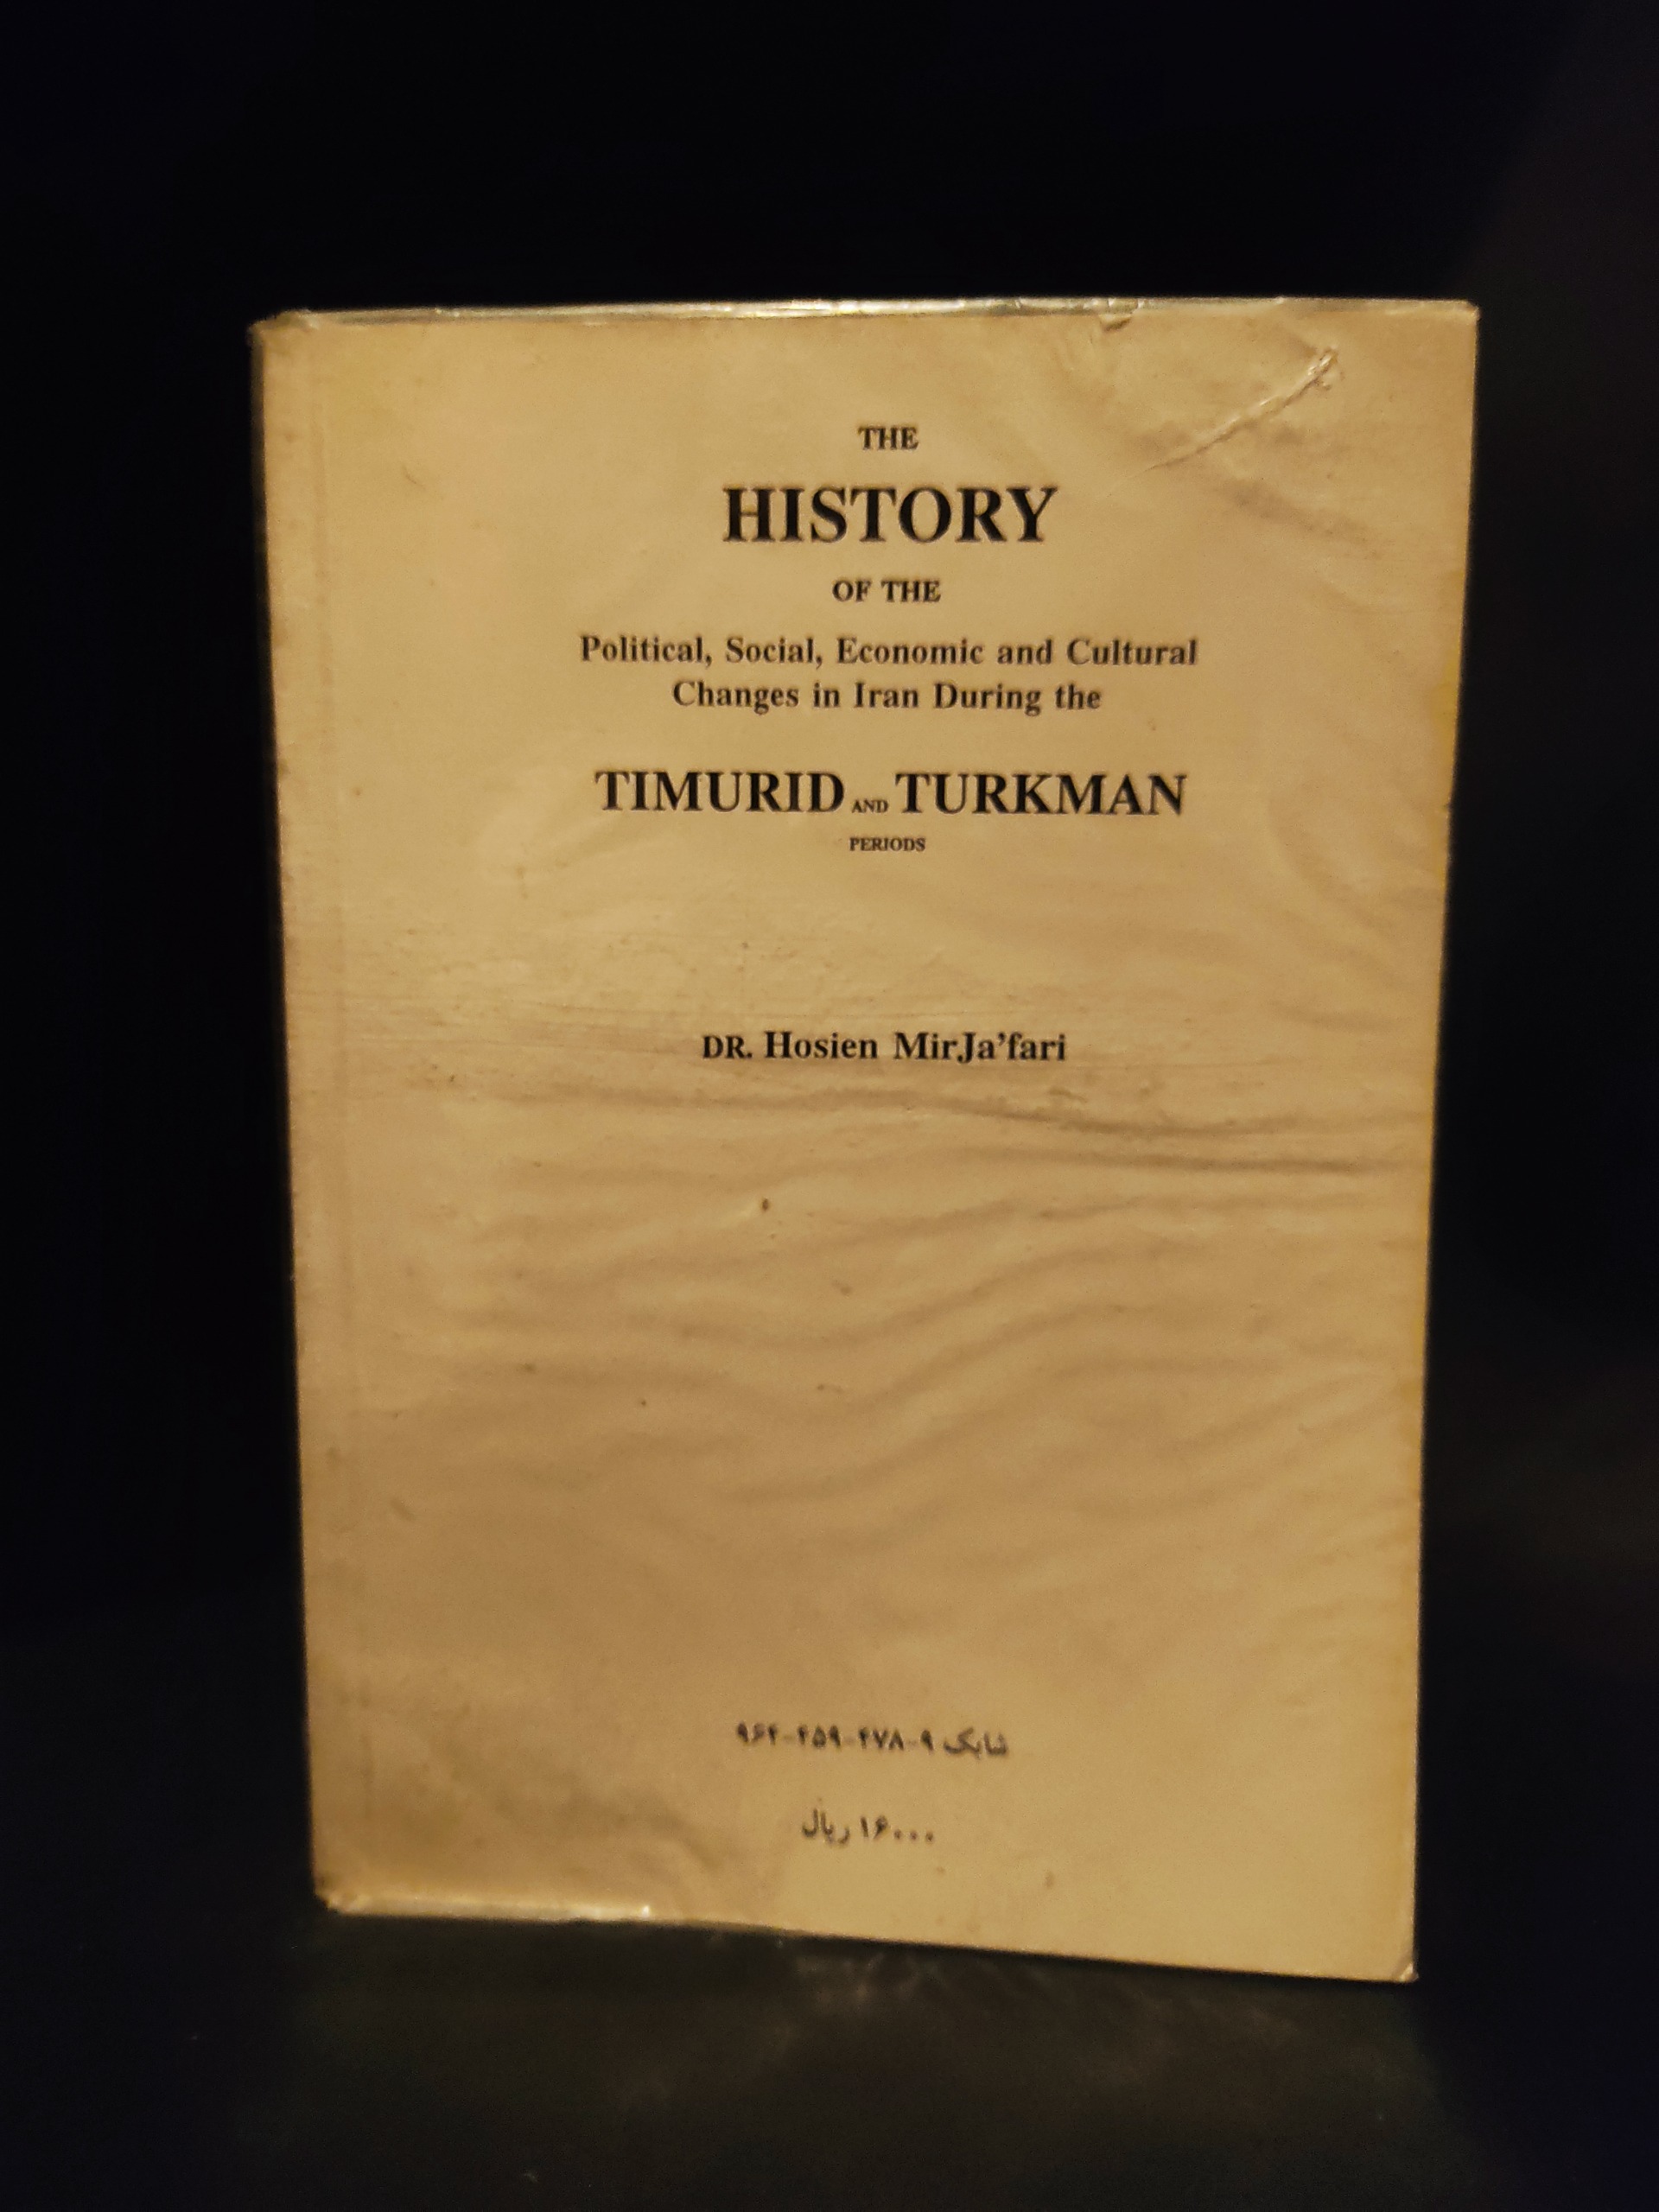 THE
HISTORY
OF THE
Political, Social, Economic and Cultural
Changes in Iran During the
TIMURID AND TURKMAN
PERIODS
DR. Hosien MirJa'fari
شابک ۹-۴۷۸-۴۵۹-۹۶۴
۱۶۰۰۰ ریال